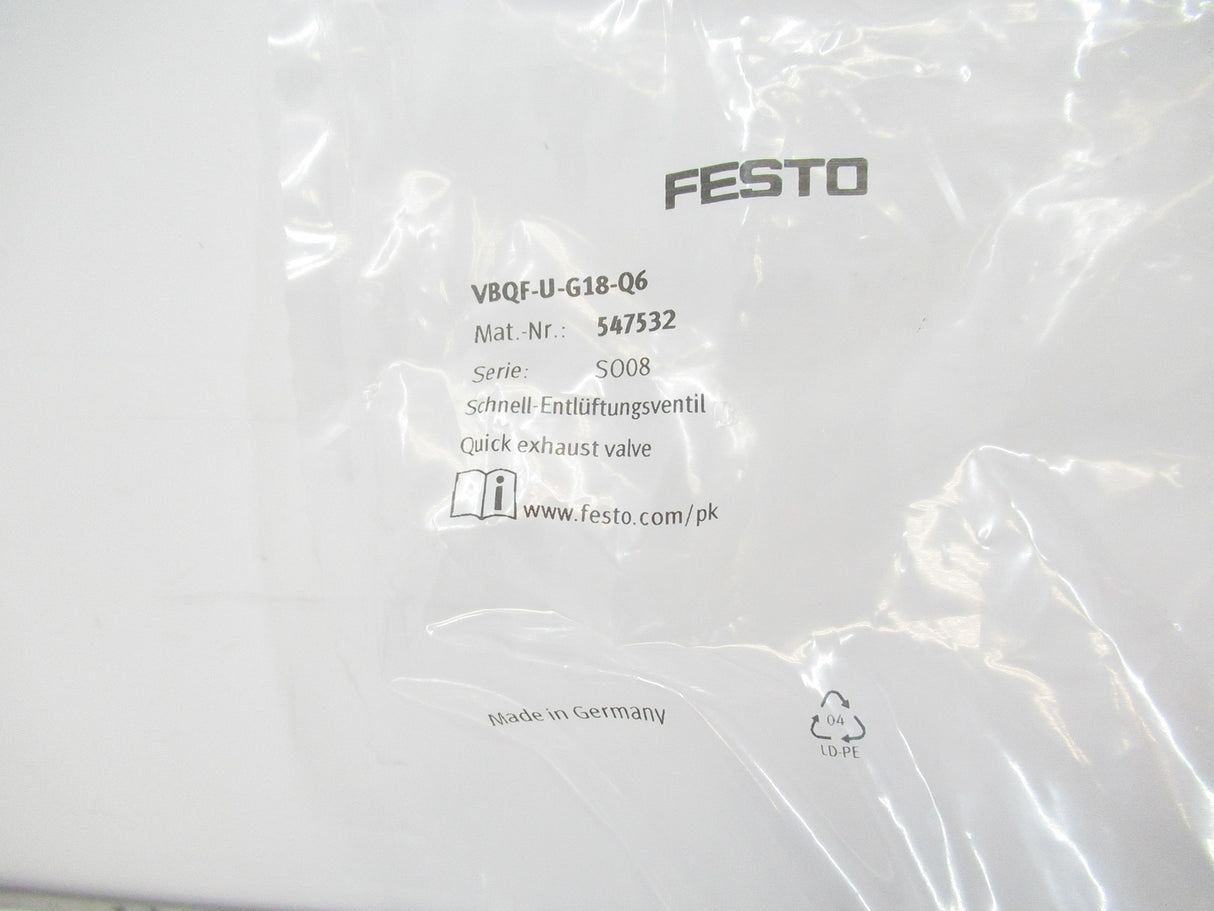 FESTO
VBQF-U-G18-Q6
Mat.-Nr.: 547532
Serie: SO08
Schnell-Entlüftungsventil
Quick exhaust valve
i www.festo.com/pk
Made in Germany
04
LD-PE